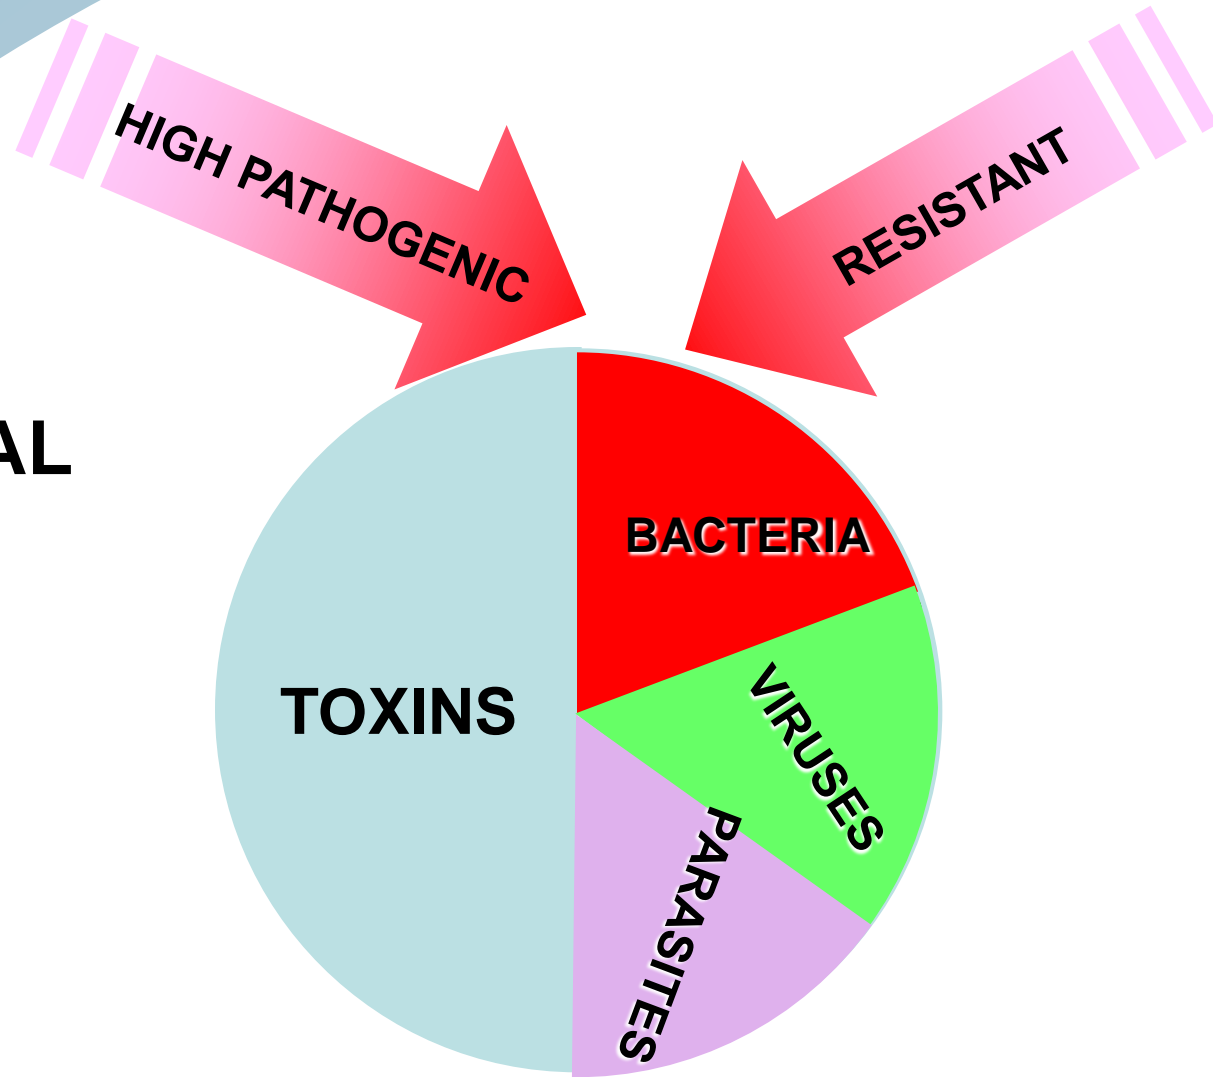 HIGH PATHOGENIC
RESISTANT
AL
BACTERIA
TOXINS
VIRUSES
PARASITES